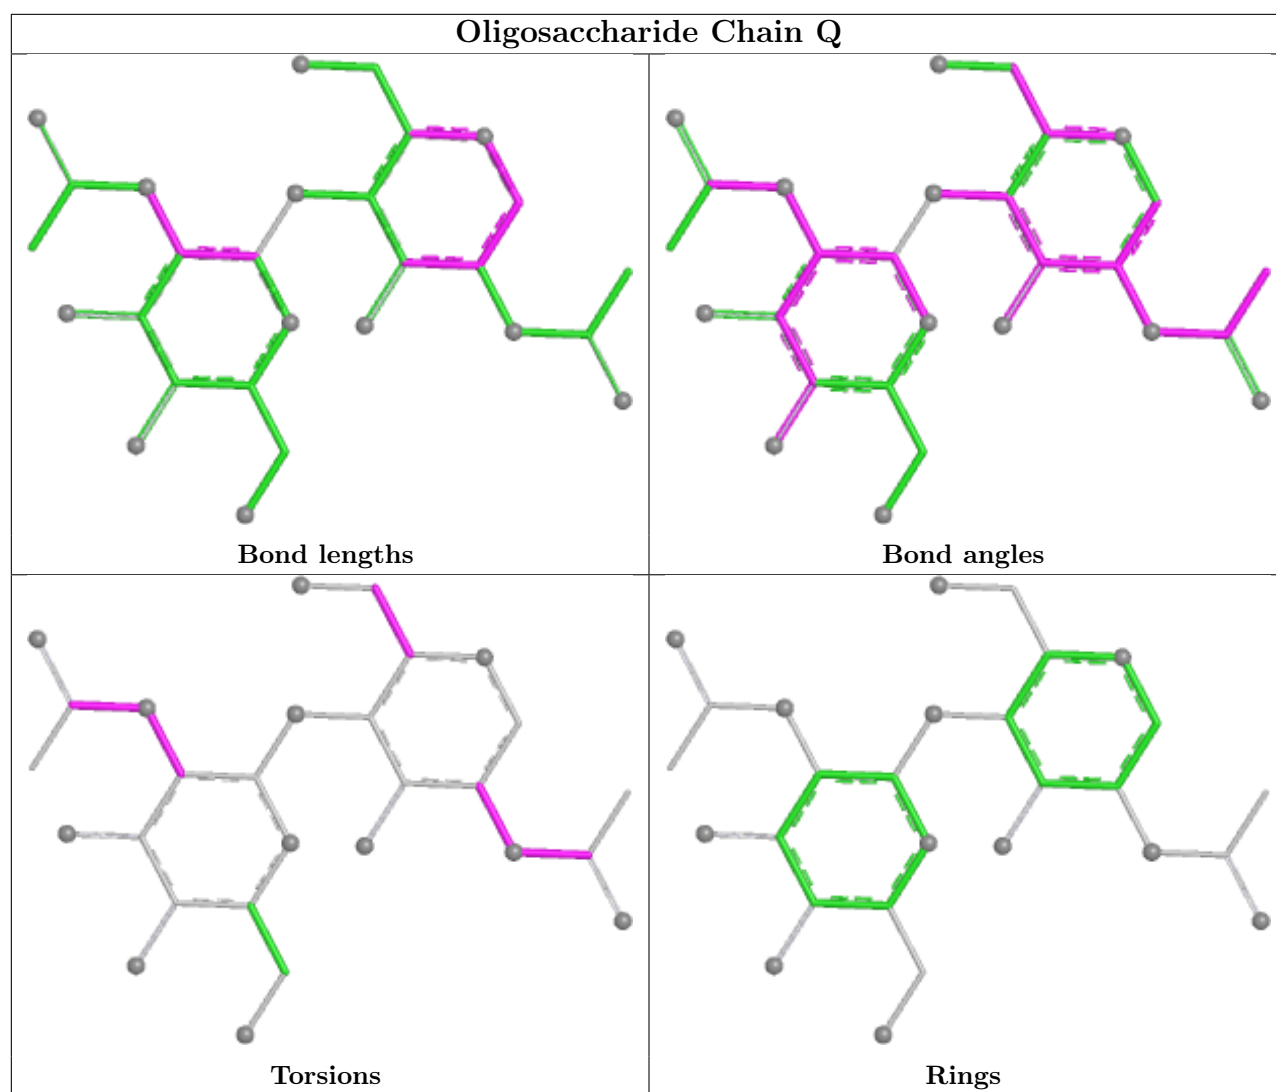 Oligosaccharide Chain Q
Bond lengths
Bond angles
Torsions
Rings